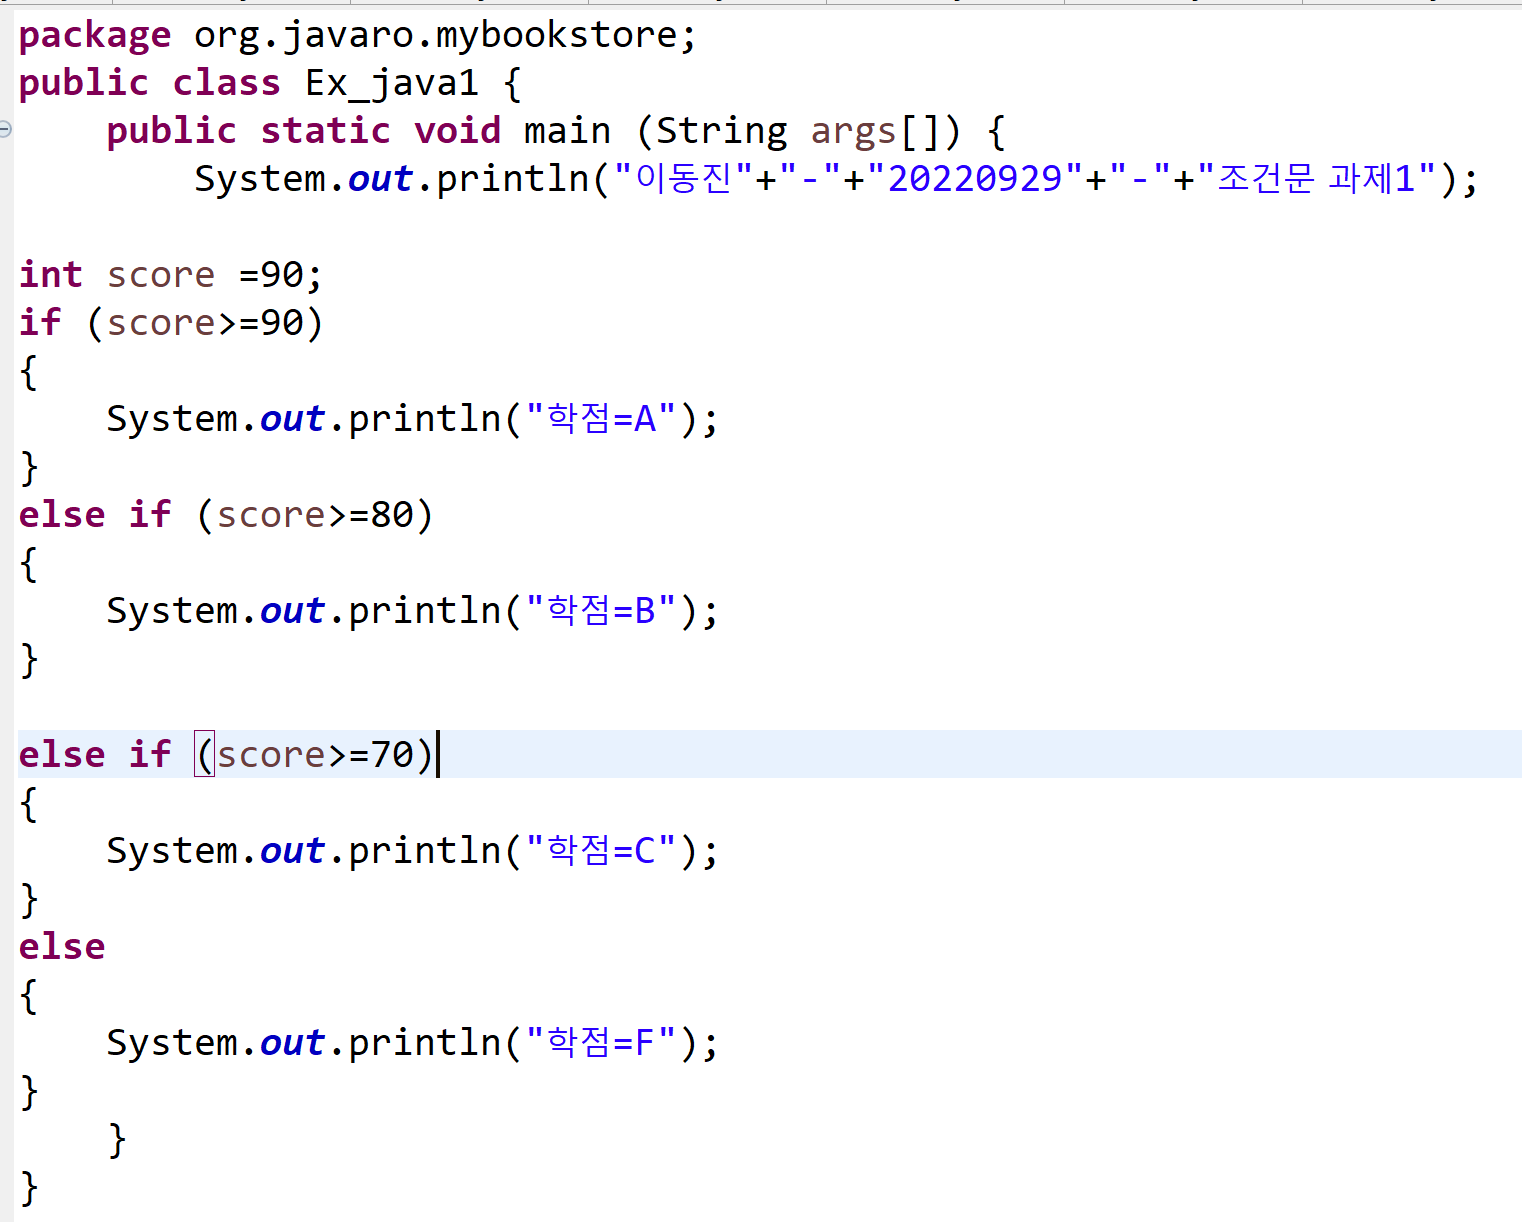 package org.javaro.mybookstore;
public class Ex_java1 {
    public static void main (String args[]) {
        System.out.println("이동진"+"-"+"20220929"+"-"+"조건문 과제1");

int score =90;
if (score>=90)
{
    System.out.println("학점=A");
}
else if (score>=80)
{
    System.out.println("학점=B");
}

else if (score>=70)
{
    System.out.println("학점=C");
}
else
{
    System.out.println("학점=F");
}
    }
}